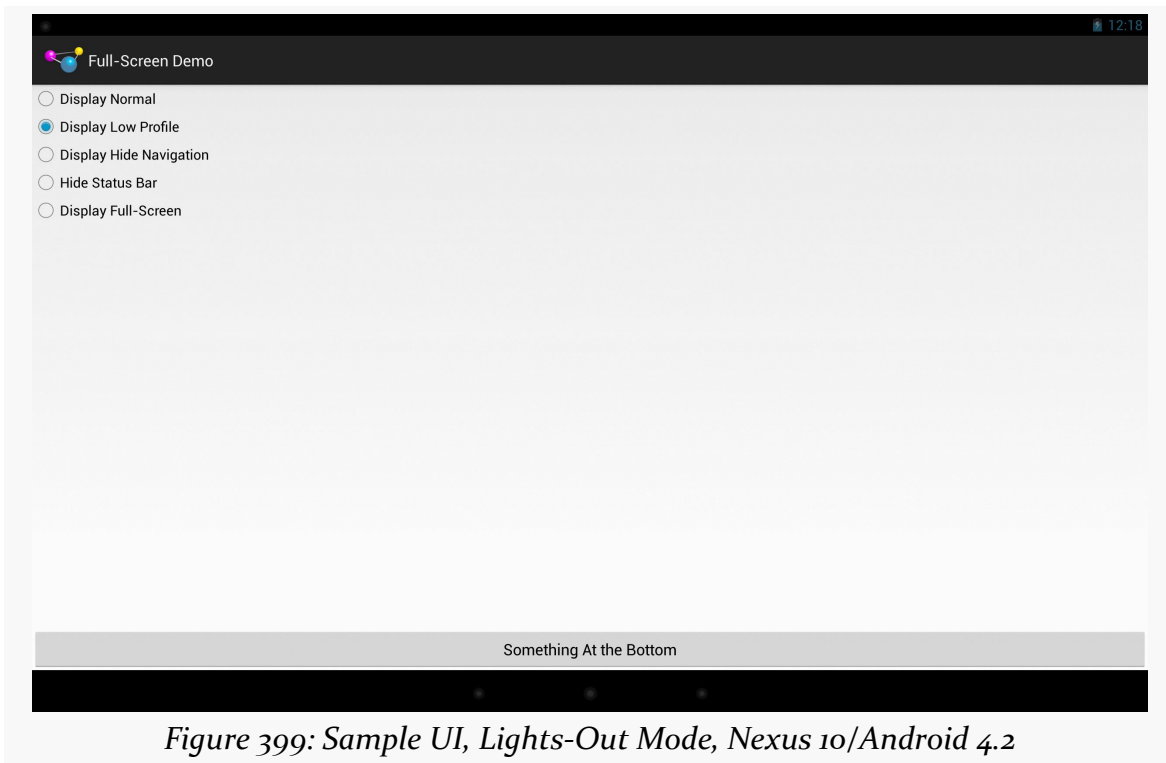 12:18
Full-Screen Demo
Display Normal
Display Low Profile
Display Hide Navigation
Hide Status Bar
Display Full-Screen
Something At the Bottom
Figure 399: Sample UI, Lights-Out Mode, Nexus 10/Android 4.2